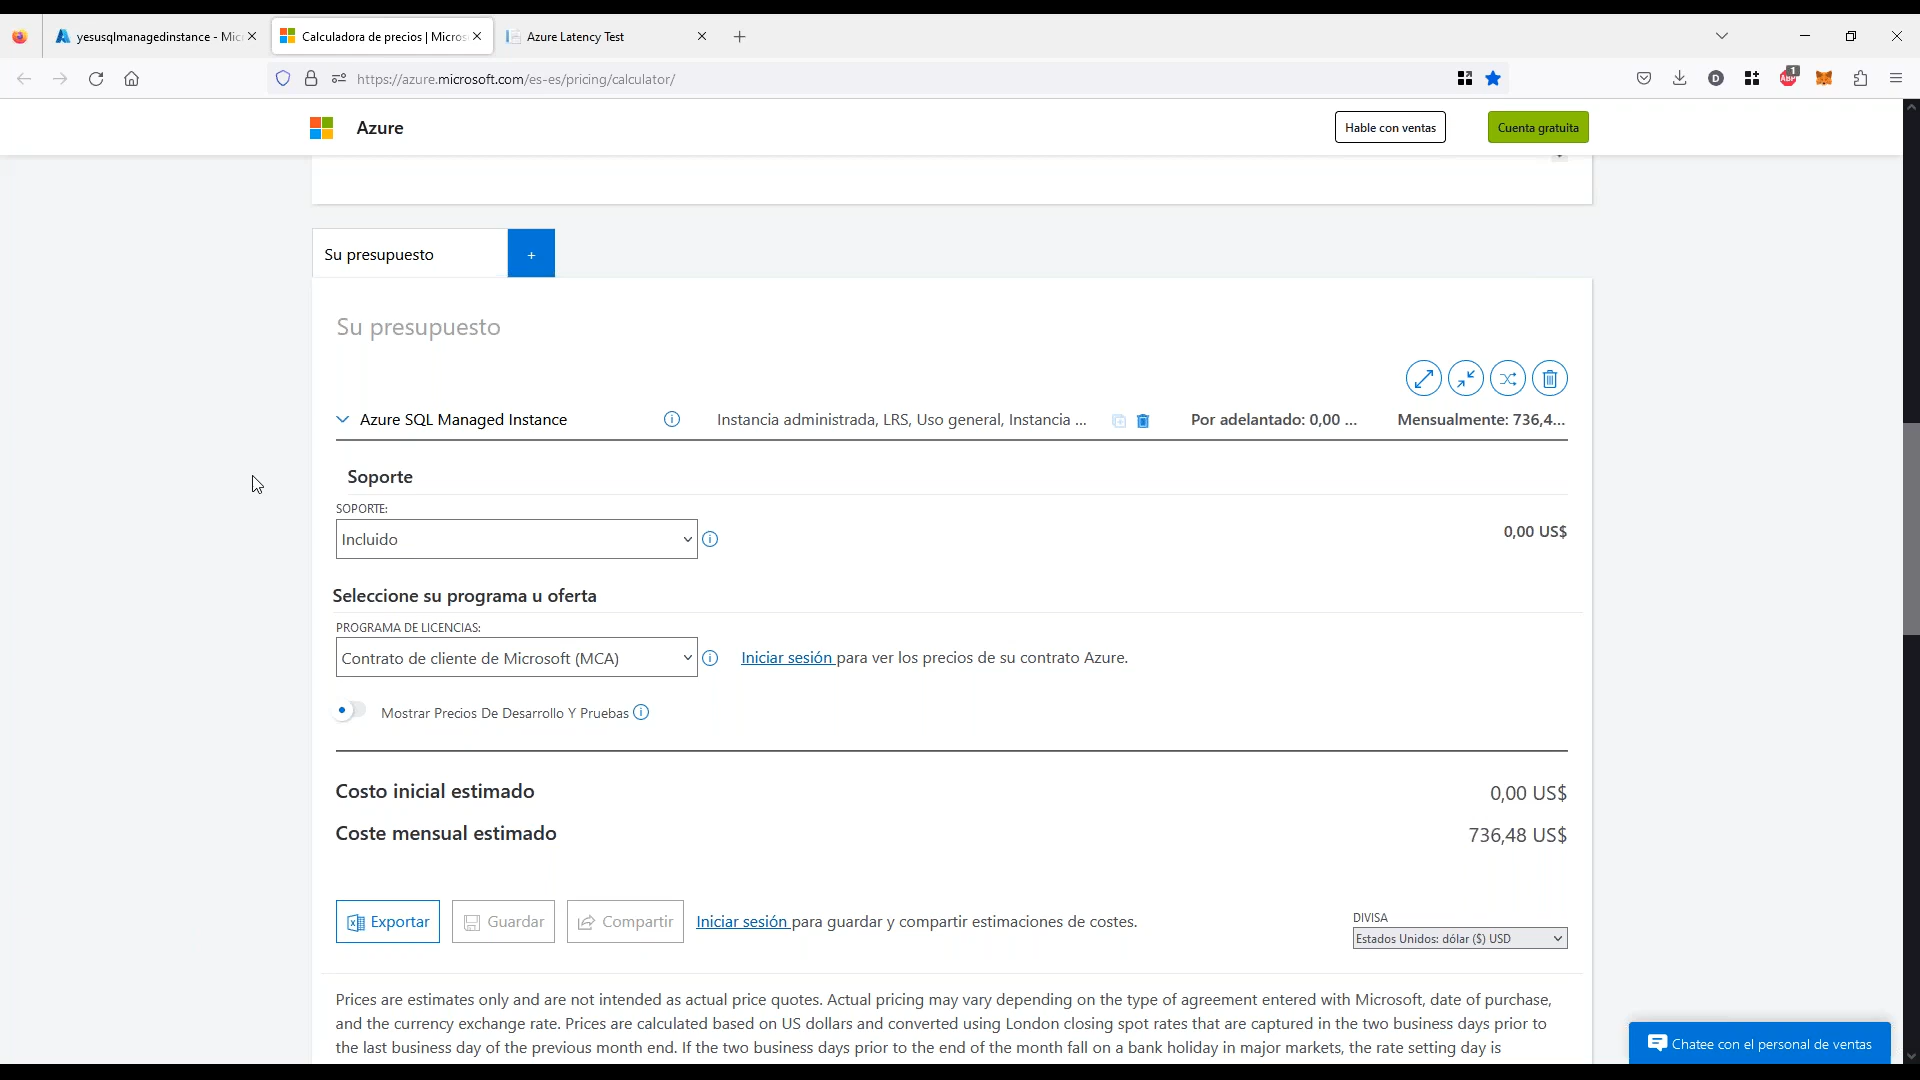 yesusqlmanagedinstance - Mic
Calculadora de precios | Micros
Azure Latency Test
https://azure.microsoft.com/es-es/pricing/calculator/
1
ABP
D
Azure
Hable con ventas
Cuenta gratuita
Su presupuesto
+
Su presupuesto
Azure SQL Managed Instance
Instancia administrada, LRS, Uso general, Instancia ...
Por adelantado: 0,00 ...
Mensualmente: 736,4...
Soporte
SOPORTE:
Incluido
0,00 US$
Seleccione su programa u oferta
PROGRAMA DE LICENCIAS:
Contrato de cliente de Microsoft (MCA)
Iniciar sesión para ver los precios de su contrato Azure.
Mostrar Precios De Desarrollo Y Pruebas
Costo inicial estimado
0,00 US$
Coste mensual estimado
736,48 US$
Exportar
Guardar
Compartir
Iniciar sesión para guardar y compartir estimaciones de costes.
DIVISA
Estados Unidos: dólar ($) USD
Prices are estimates only and are not intended as actual price quotes. Actual pricing may vary depending on the type of agreement entered with Microsoft, date of purchase,
and the currency exchange rate. Prices are calculated based on US dollars and converted using London closing spot rates that are captured in the two business days prior to
the last business day of the previous month end. If the two business days prior to the end of the month fall on a bank holiday in major markets, the rate setting day is
Chatee con el personal de ventas